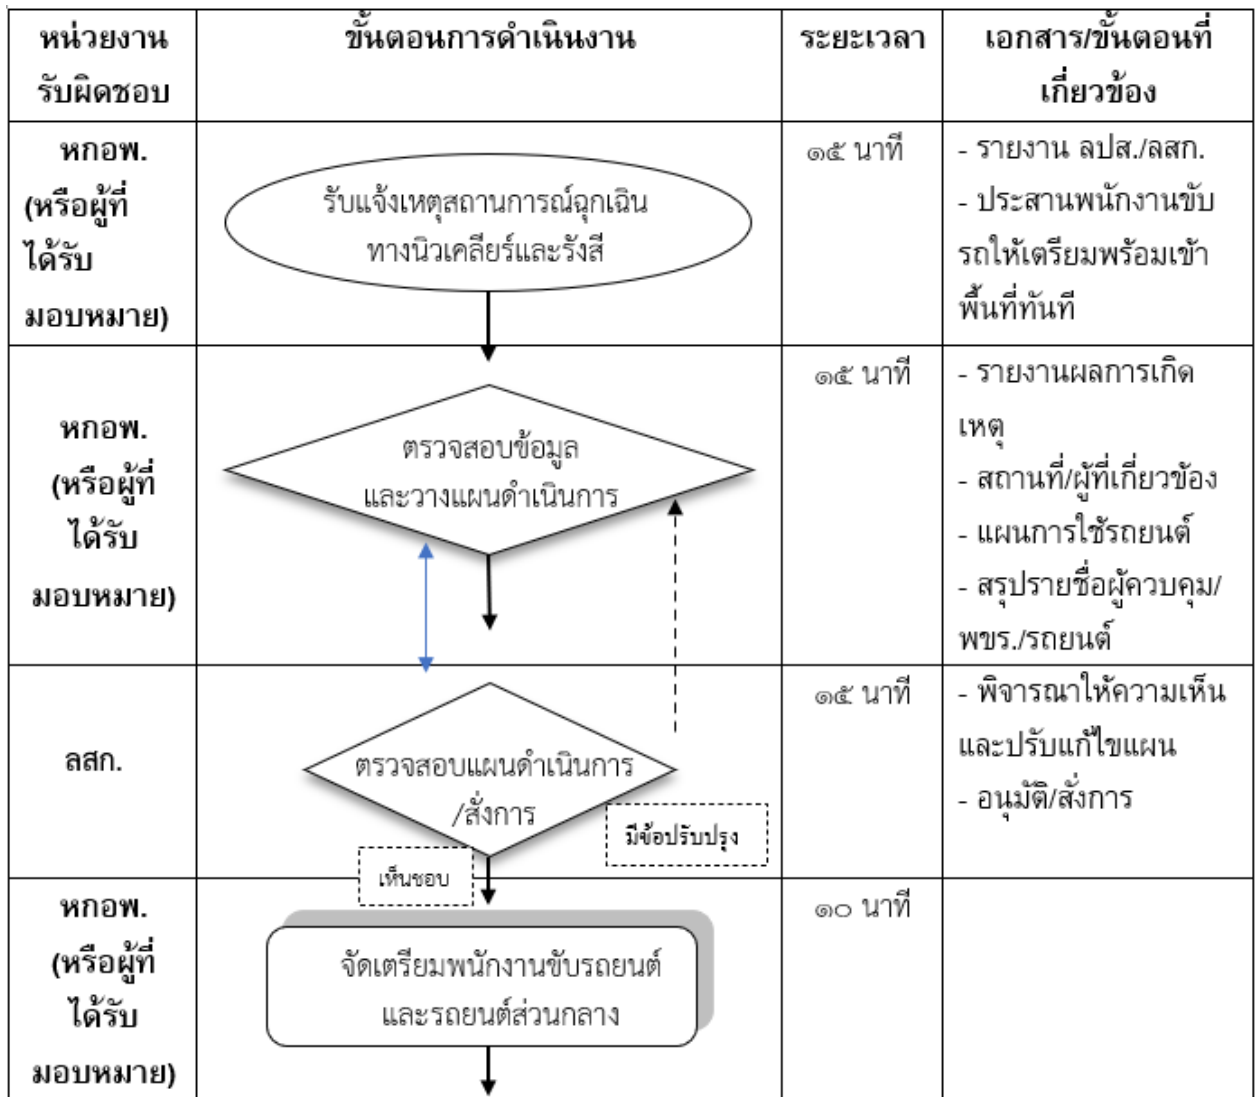 หน่วยงาน
รับผิดชอบ
ขั้นตอนการดำเนินงาน
ระยะเวลา
เอกสาร/ขั้นตอนที่
เกี่ยวข้อง
หกอพ.
(หรือผู้ที่
ได้รับ
มอบหมาย)
รับแจ้งเหตุสถานการณ์ฉุกเฉิน
ทางนิวเคลียร์และรังสี
๑๕ นาที
- รายงาน ลปส./ลสก.
- ประสานพนักงานขับ
รถให้เตรียมพร้อมเข้า
พื้นที่ทันที
หกอพ.
(หรือผู้ที่
ได้รับ
มอบหมาย)
ตรวจสอบข้อมูล
และวางแผนดำเนินการ
๑๕ นาที
- รายงานผลการเกิด
เหตุ
- สถานที่/ผู้ที่เกี่ยวข้อง
- แผนการใช้รถยนต์
- สรุปรายชื่อผู้ควบคุม/
พขร./รถยนต์
ลสก.
ตรวจสอบแผนดำเนินการ
/สั่งการ
มีข้อปรับปรุง
เห็นชอบ
๑๕ นาที
- พิจารณาให้ความเห็น
และปรับแก้ไขแผน
- อนุมัติ/สั่งการ
หกอพ.
(หรือผู้ที่
ได้รับ
มอบหมาย)
จัดเตรียมพนักงานขับรถยนต์
และรถยนต์ส่วนกลาง
๑๐ นาที